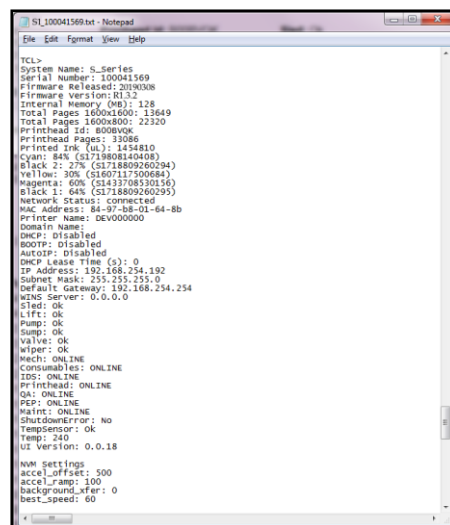 S1_100041569.txt - Notepad
File Edit Format View Help
TCL>
System Name: S_Series
Serial Number: 100041569
Firmware Released: 20190308
Firmware Version: R1.3.2
Internal Memory (MB): 128
Total Pages 1600x1600: 13649
Total Pages 1600x800: 22320
Printhead Id: B00BVQK
Printhead Pages: 33086
Printed Ink (uL): 1454810
Cyan: 84% (S1719808140408)
Black 2: 27% (S1718809260294)
Yellow: 30% (S1607117500684)
Magenta: 60% (S1433708530156)
Black 1: 64% (S1718809260295)
Network Status: connected
MAC Address: 84-97-b8-01-64-8b
Printer Name: DEV000000
Domain Name:
DHCP: Disabled
BOOTP: Disabled
AutoIP: Disabled
DHCP Lease Time (s): 0
IP Address: 192.168.254.192
Subnet Mask: 255.255.255.0
Default Gateway: 192.168.254.254
WINS Server: 0.0.0.0
Sled: Ok
Lift: Ok
Pump: Ok
Sump: Ok
Valve: Ok
Wiper: Ok
Mech: ONLINE
Consumables: ONLINE
IDS: ONLINE
Printhead: ONLINE
QA: ONLINE
PEP: ONLINE
Maint: ONLINE
ShutdownError: No
TempSensor: Ok
Temp: 240
UI Version: 0.0.18
NVM Settings
accel_offset: 500
accel_ramp: 100
background_xfer: 0
best_speed: 60